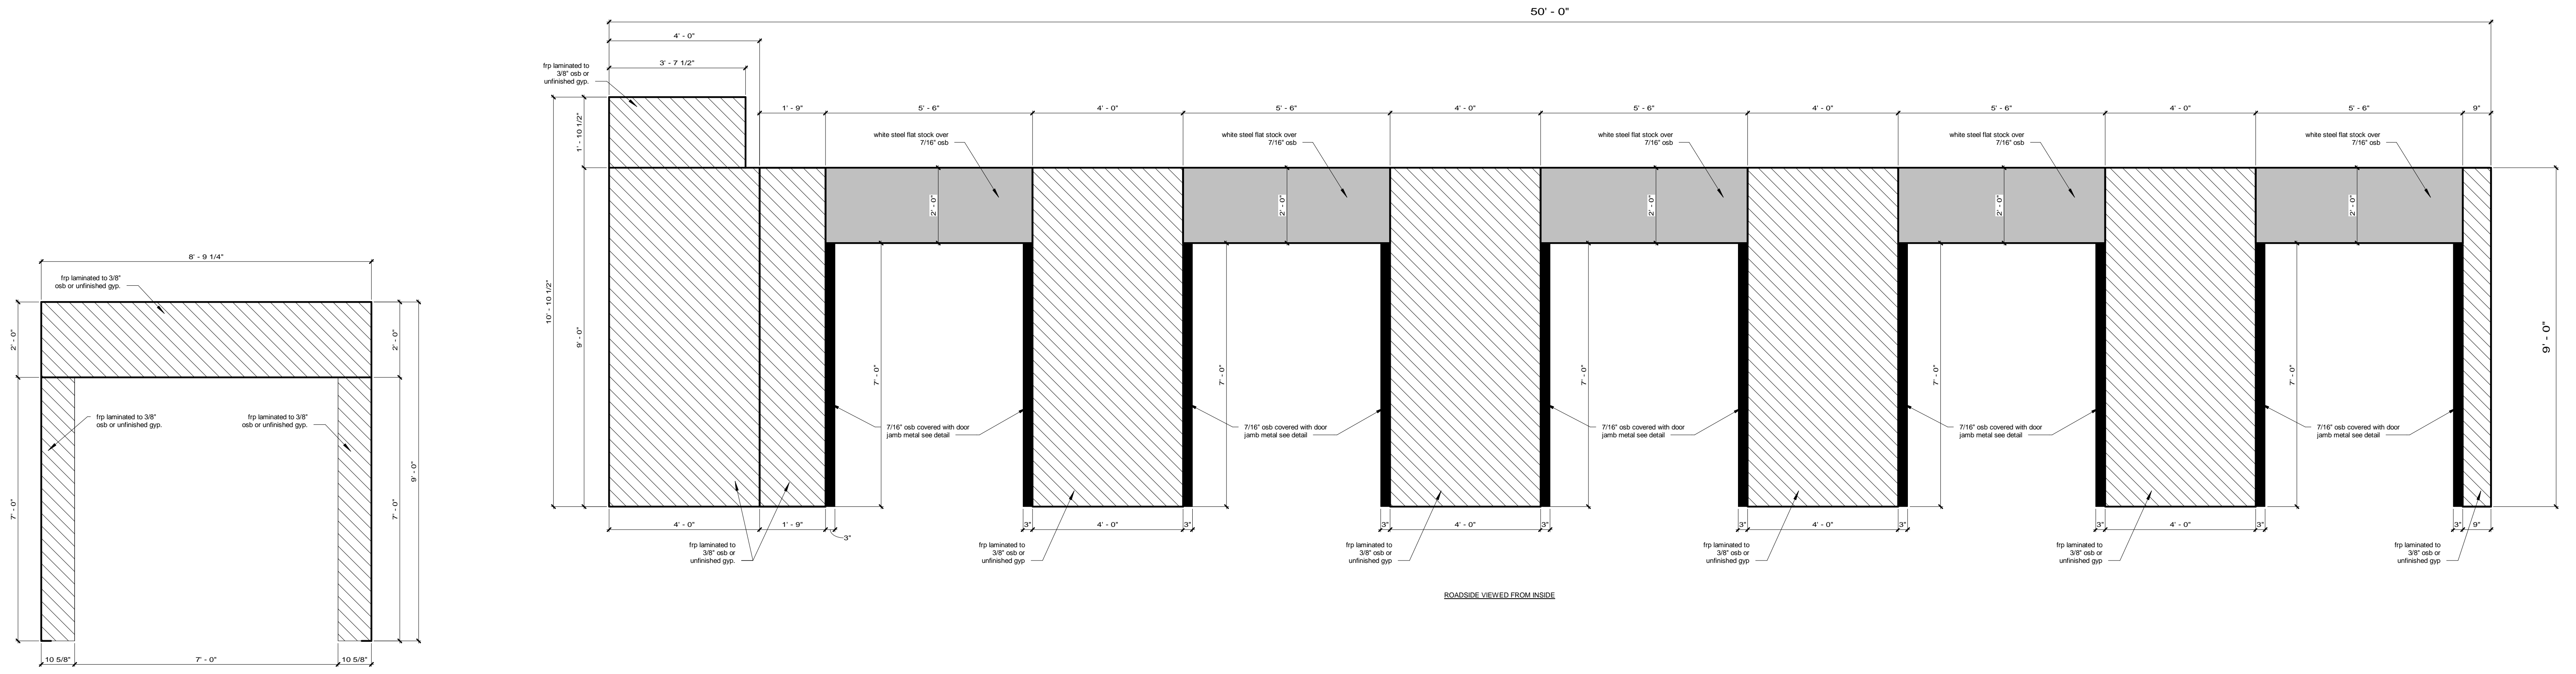 50' - 0"
4' - 0"
3' - 7 1/2"
frp laminated to
3/8" osb or
unfinished gyp.
1' - 9"
5' - 6"
4' - 0"
5' - 6"
4' - 0"
5' - 6"
4' - 0"
5' - 6"
4' - 0"
5' - 6"
9"
1' - 10 1/2"
10' - 10 1/2"
9' - 0"
white steel flat stock over
7/16" osb
white steel flat stock over
7/16" osb
white steel flat stock over
7/16" osb
white steel flat stock over
7/16" osb
white steel flat stock over
7/16" osb
2' - 0"
2' - 0"
2' - 0"
2' - 0"
2' - 0"
7' - 0"
7' - 0"
7' - 0"
7' - 0"
7' - 0"
9' - 0"
7/16" osb covered with door
jamb metal see detail
7/16" osb covered with door
jamb metal see detail
7/16" osb covered with door
jamb metal see detail
7/16" osb covered with door
jamb metal see detail
7/16" osb covered with door
jamb metal see detail
4' - 0"
1' - 9"
3"
3"
4' - 0"
3"
3"
4' - 0"
3"
3"
4' - 0"
3"
3"
4' - 0"
3"
3"
9"
frp laminated to
3/8" osb or
unfinished gyp.
frp laminated to
3/8" osb or
unfinished gyp
frp laminated to
3/8" osb or
unfinished gyp
frp laminated to
3/8" osb or
unfinished gyp
frp laminated to
3/8" osb or
unfinished gyp
frp laminated to
3/8" osb or
unfinished gyp
ROADSIDE VIEWED FROM INSIDE
8' - 9 1/4"
frp laminated to 3/8"
osb or unfinished gyp.
2' - 0"
2' - 0"
frp laminated to 3/8"
osb or unfinished gyp.
frp laminated to 3/8"
osb or unfinished gyp.
7' - 0"
7' - 0"
9' - 0"
10 5/8"
7' - 0"
10 5/8"